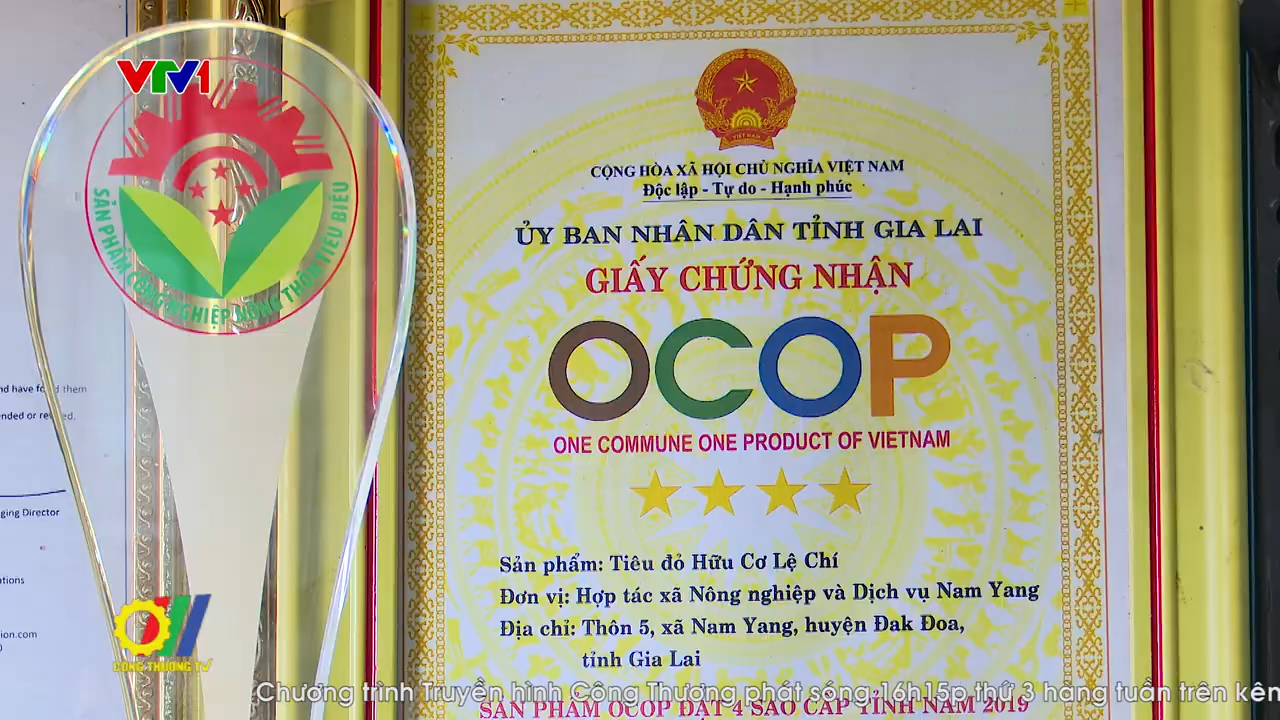 VTV1
SẢN PHẨM CÔNG NGHIỆP NÔNG THÔN TIÊU BIỂU
VIỆT NAM
CỘNG HÒA XÃ HỘI CHỦ NGHĨA VIỆT NAM
Độc lập - Tự do - Hạnh phúc
ỦY BAN NHÂN DÂN TỈNH GIA LAI
GIẤY CHỨNG NHẬN
OCOP
ONE COMMUNE ONE PRODUCT OF VIETNAM
Sản phẩm: Tiêu đỏ Hữu Cơ Lệ Chí
Đơn vị: Hợp tác xã Nông nghiệp và Dịch vụ Nam Yang
Địa chỉ: Thôn 5, xã Nam Yang, huyện Đak Đoa,
tỉnh Gia Lai
SẢN PHẨM OCOP ĐẠT 4 SAO CẤP TỈNH NĂM 2019
nd have them
ended or
ging Director
ations
ion.com
CÔNG THƯƠNG TV
Chương trình Truyền hình Công Thương phát sóng 16h15p thứ 3 hàng tuần trên kên